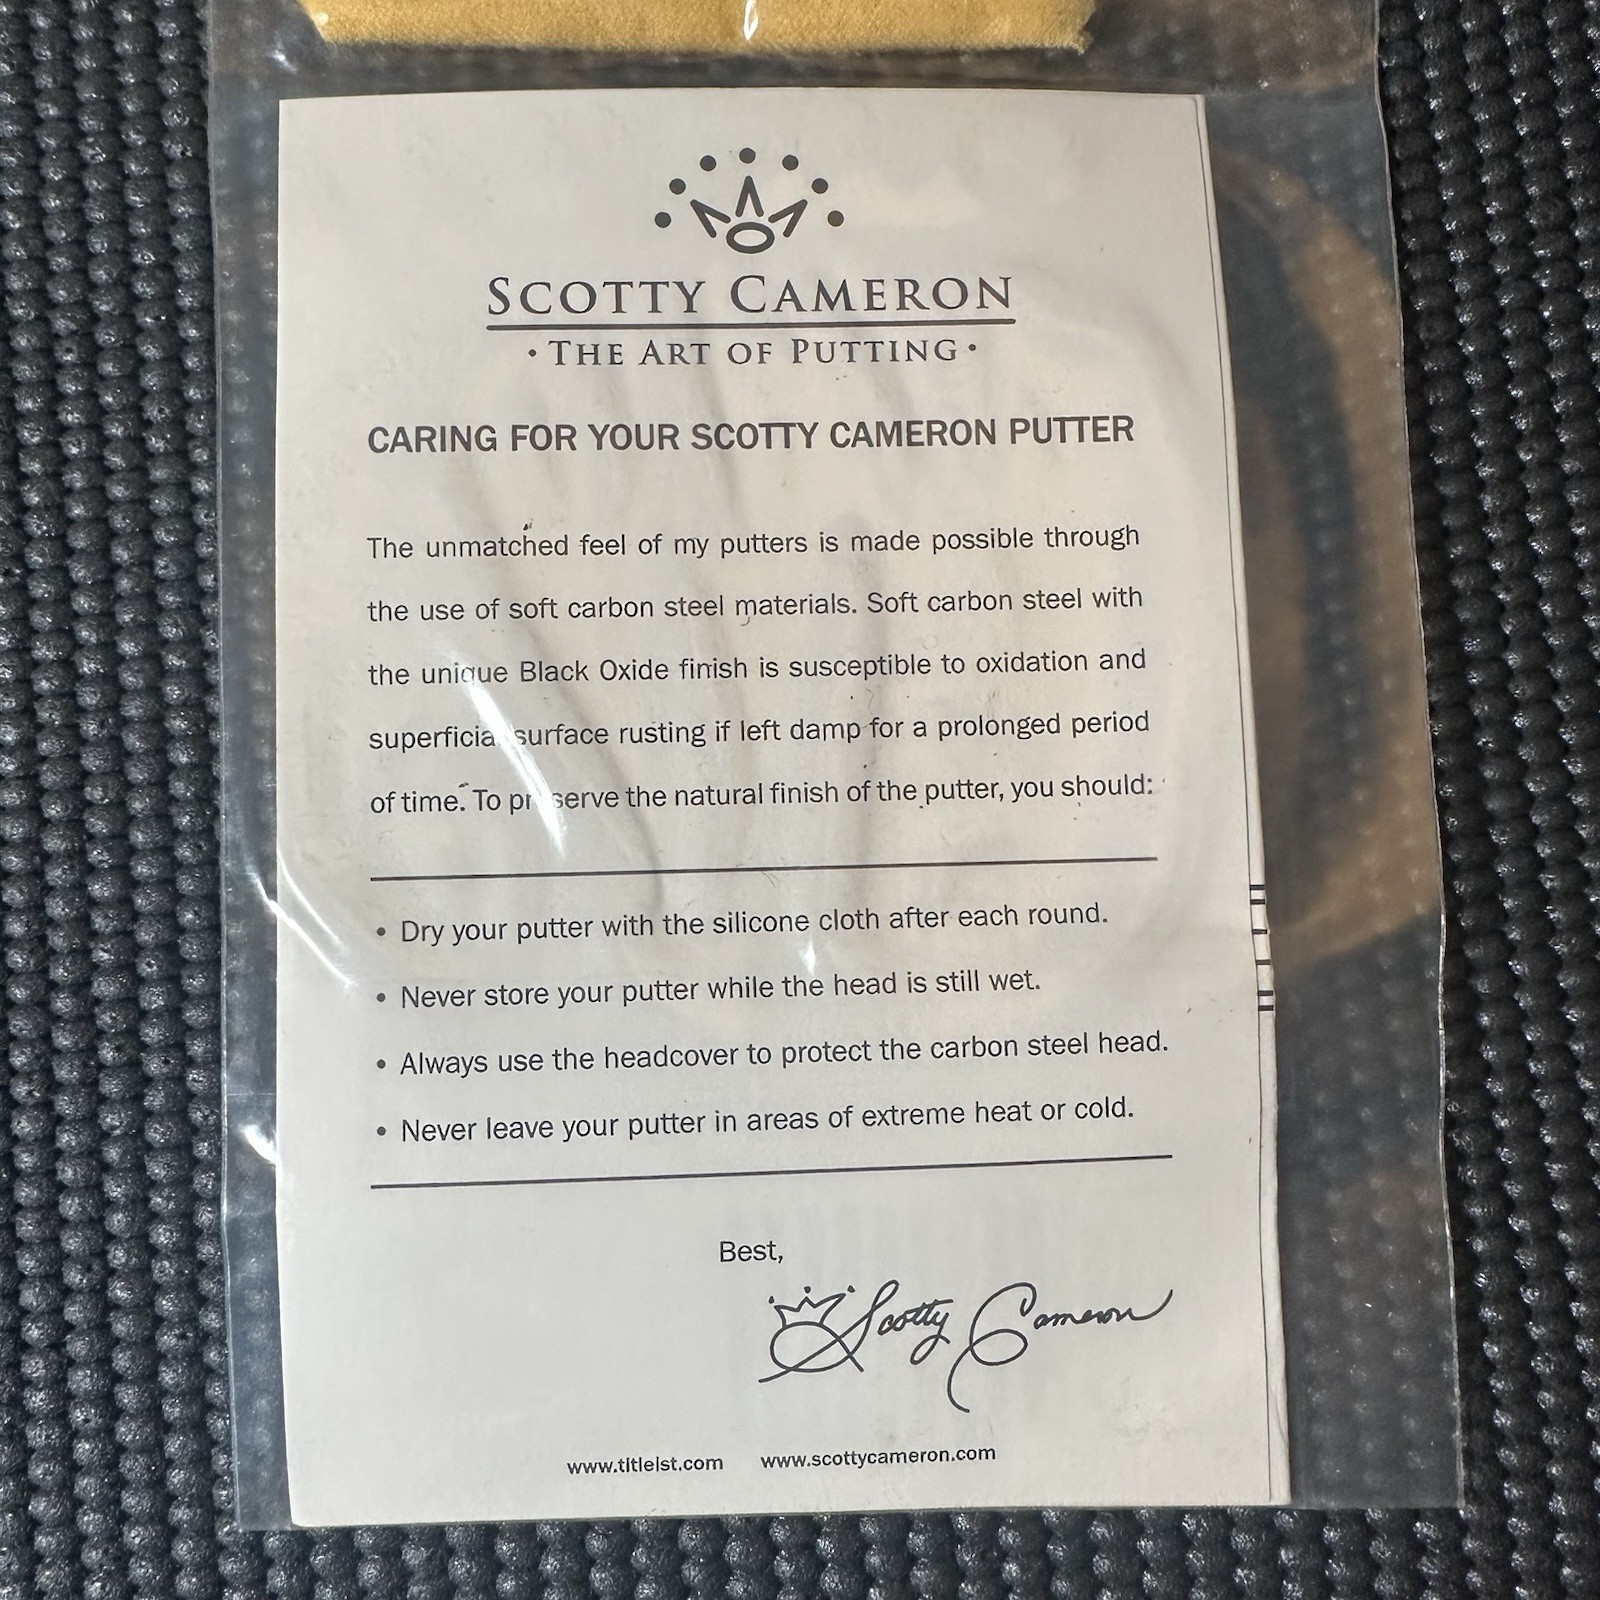 SCOTTY CAMERON
• THE ART OF PUTTING •
CARING FOR YOUR SCOTTY CAMERON PUTTER
The unmatched feel of my putters is made possible through
the use of soft carbon steel materials. Soft carbon steel with
the unique Black Oxide finish is susceptible to oxidation and
superficial surface rusting if left damp for a prolonged period
of time. To preserve the natural finish of the putter, you should:
• Dry your putter with the silicone cloth after each round.
• Never store your putter while the head is still wet.
• Always use the headcover to protect the carbon steel head.
• Never leave your putter in areas of extreme heat or cold.
Best,
Scotty Cameron
www.titleist.com www.scottycameron.com